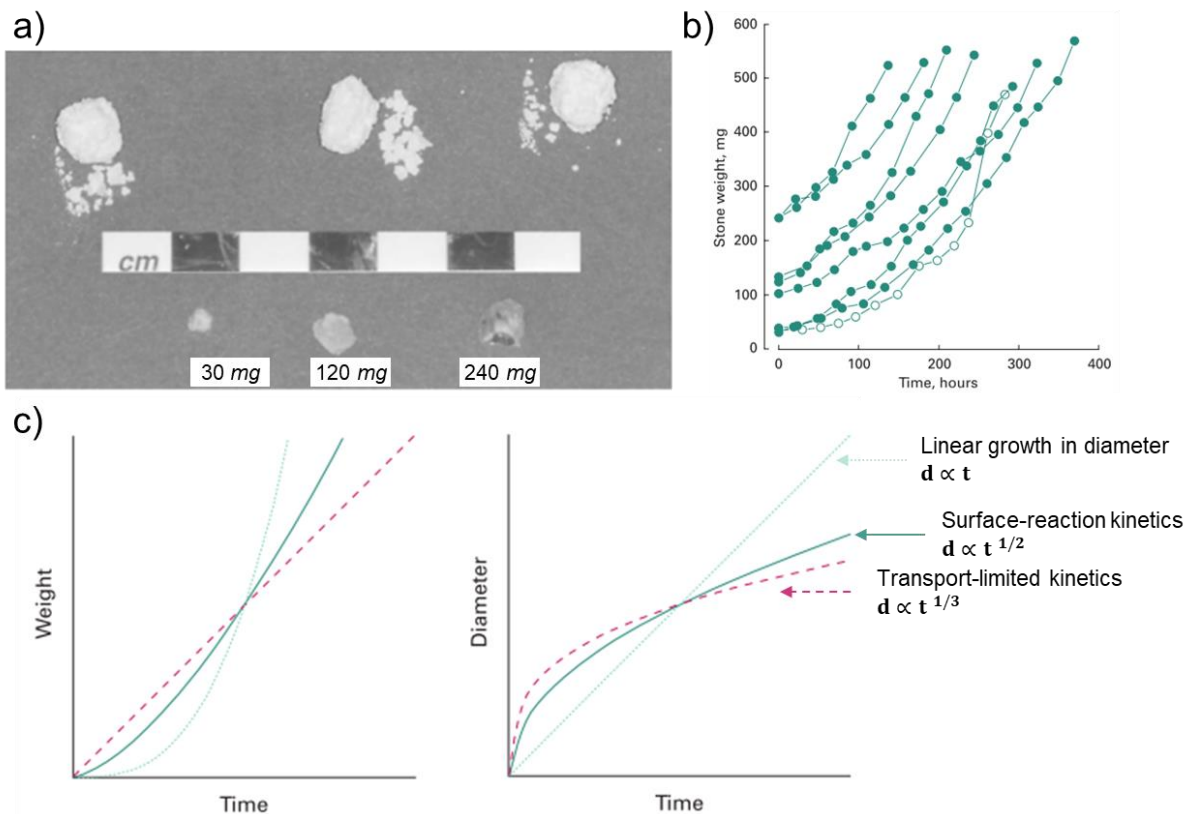 a)
cm
30 mg
120 mg
240 mg
b)
600
500
400
300
200
100
0
Stone weight, mg
0
100
200
300
400
Time, hours
c)
Weight
Time
Diameter
Time
Linear growth in diameter
d ∝ t
Surface-reaction kinetics
d ∝ t 1/2
Transport-limited kinetics
d ∝ t 1/3